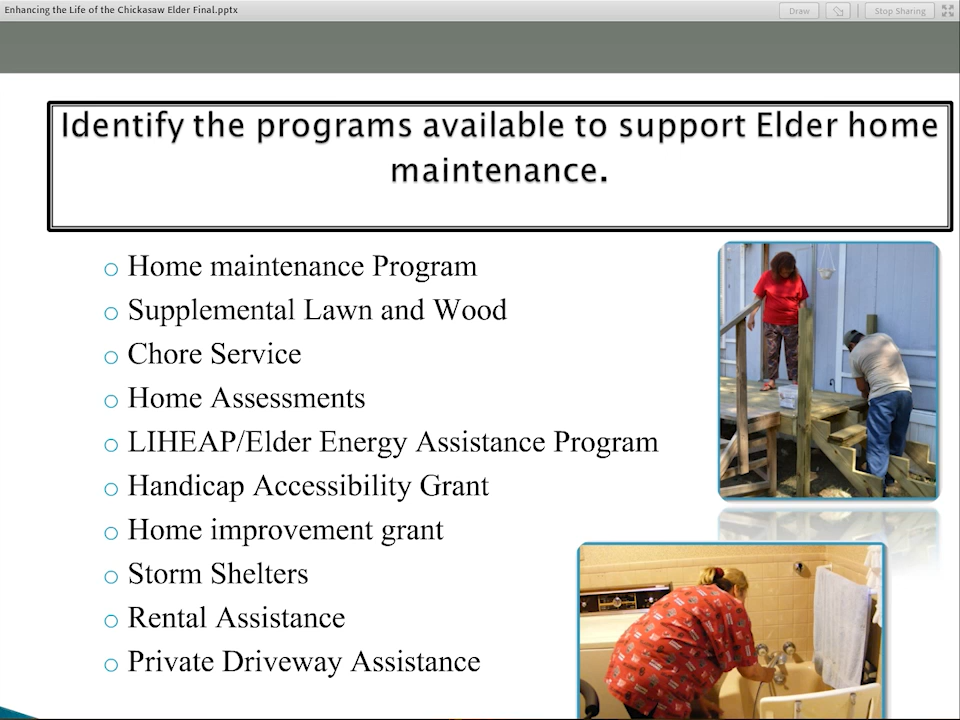 Enhancing the Life of the Chickasaw Elder Final.pptx
Draw
Stop Sharing
Identify the programs available to support Elder home
maintenance.
Home maintenance Program
Supplemental Lawn and Wood
Chore Service
Home Assessments
LIHEAP/Elder Energy Assistance Program
Handicap Accessibility Grant
Home improvement grant
Storm Shelters
Rental Assistance
Private Driveway Assistance